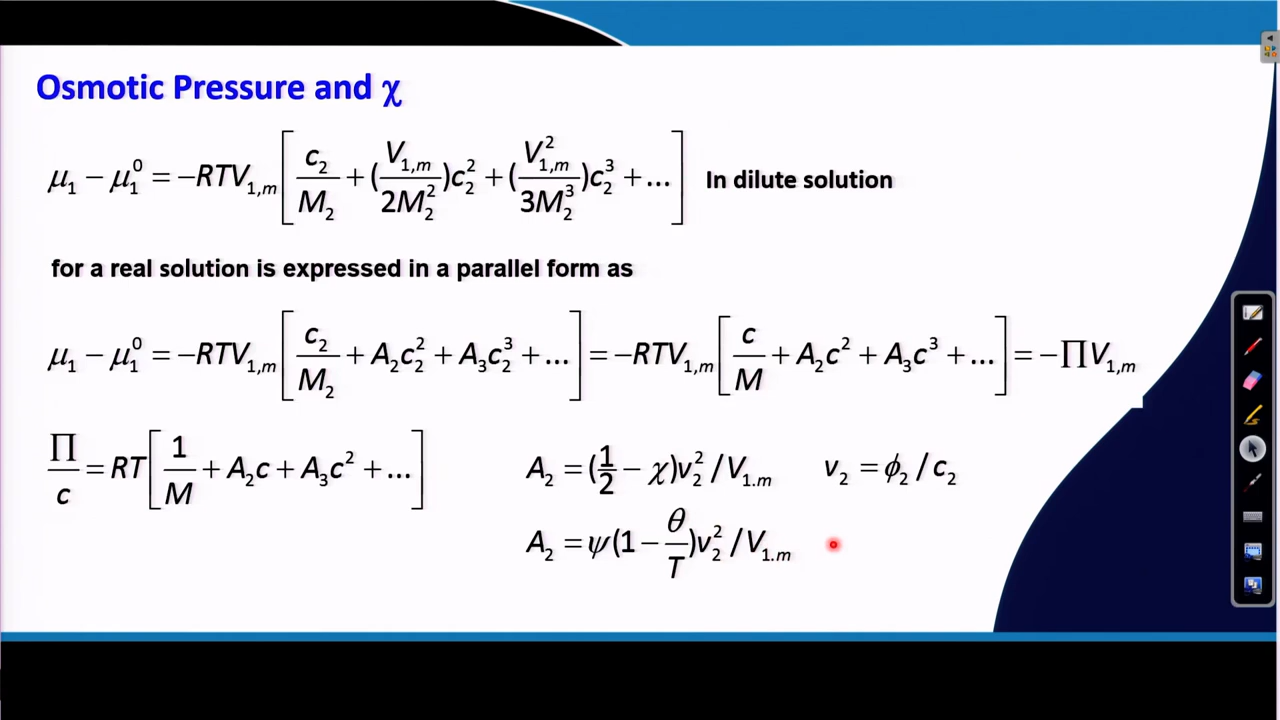 Osmotic Pressure and χ
μ₁ − μ₁⁰ = −RTV₁,ₘ [ c₂/M₂ + (V₁,ₘ/2M₂²)c₂² + (V₁,ₘ²/3M₂³)c₂³ + ... ] In dilute solution
for a real solution is expressed in a parallel form as
μ₁ − μ₁⁰ = −RTV₁,ₘ [ c₂/M₂ + A₂c₂² + A₃c₂³ + ... ] = −RTV₁,ₘ [ c/M + A₂c² + A₃c³ + ... ] = −ΠV₁,ₘ
Π/c = RT [ 1/M + A₂c + A₃c² + ... ] A₂ = (1/2 − χ)v₂² / V₁.ₘ v₂ = ϕ₂ / c₂
A₂ = ψ(1 − θ/T)v₂² / V₁.ₘ